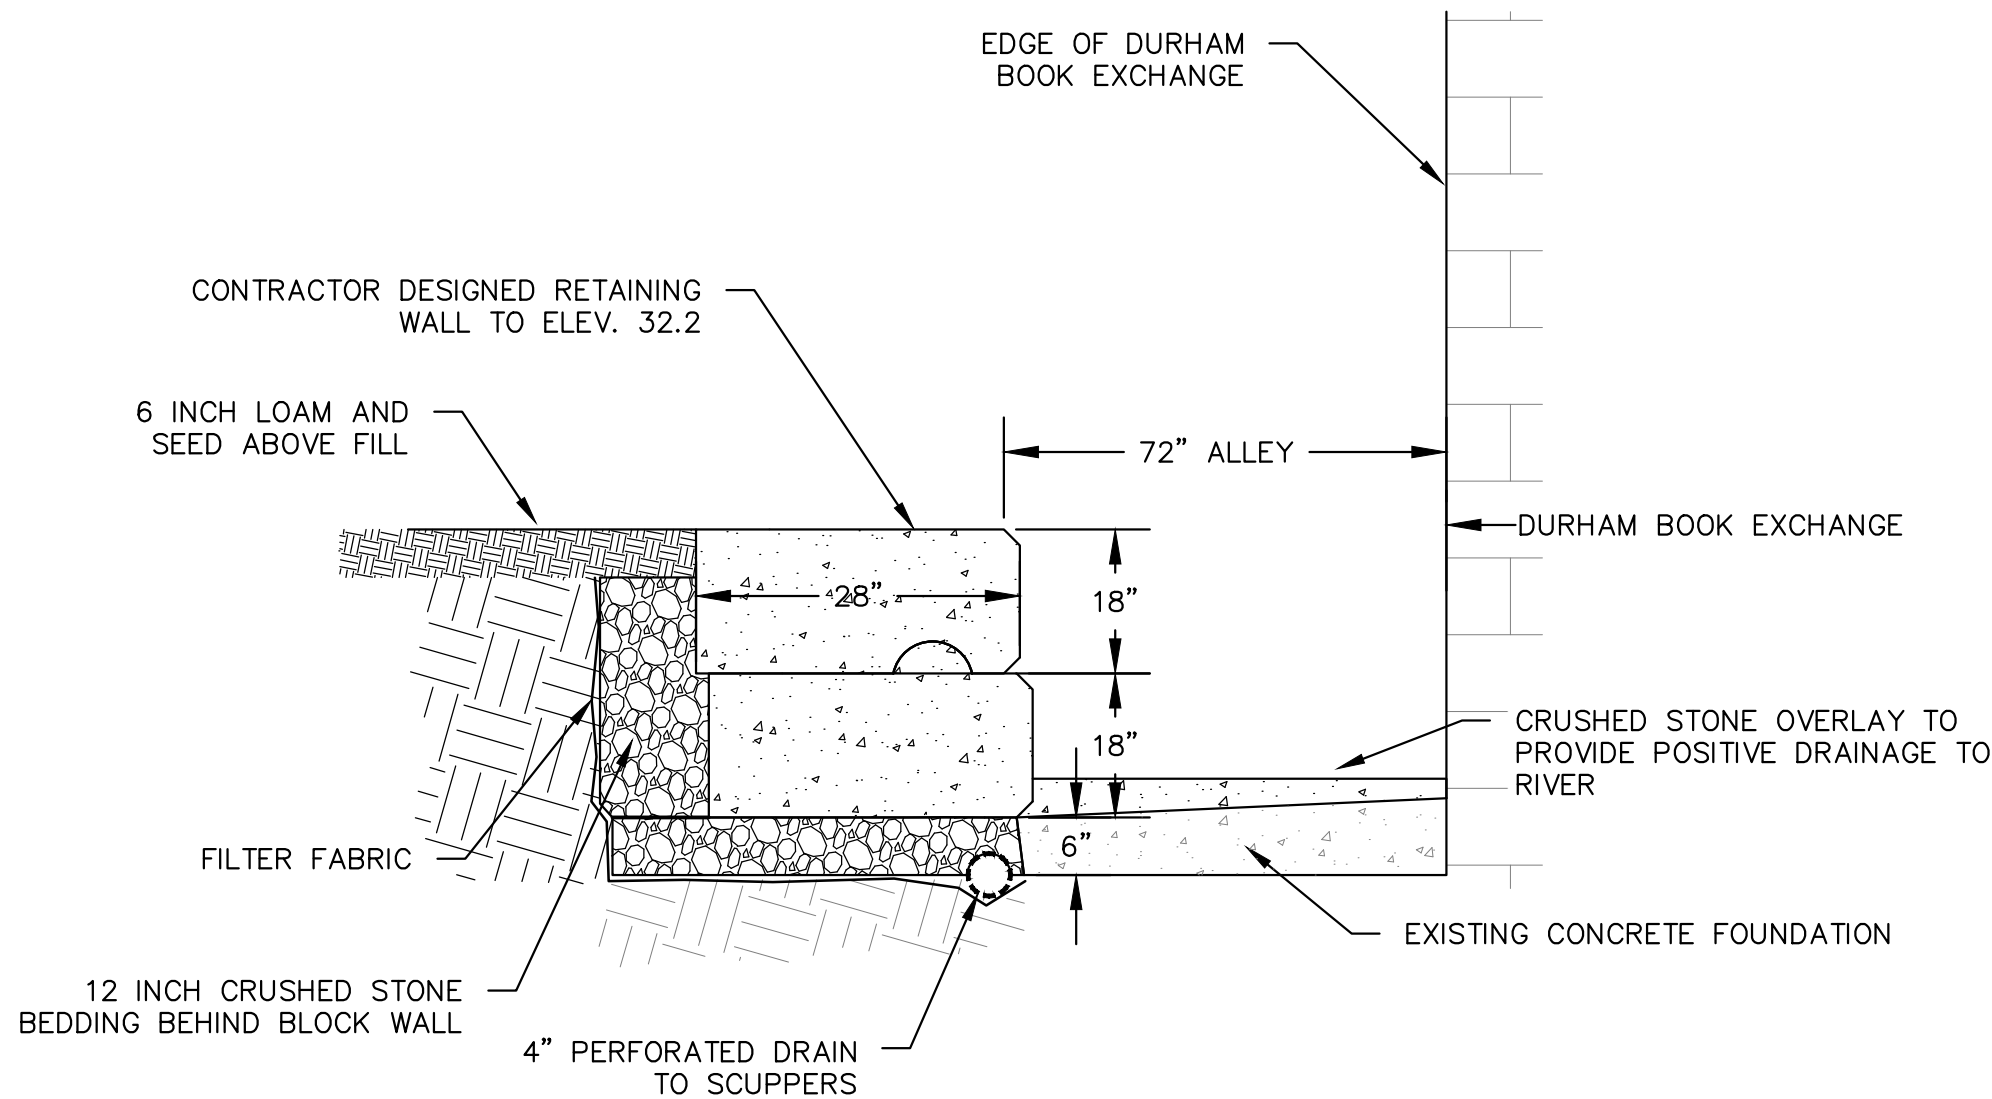 EDGE OF DURHAM
BOOK EXCHANGE
CONTRACTOR DESIGNED RETAINING
WALL TO ELEV. 32.2
6 INCH LOAM AND
SEED ABOVE FILL
72" ALLEY
DURHAM BOOK EXCHANGE
28"
18"
18"
CRUSHED STONE OVERLAY TO
PROVIDE POSITIVE DRAINAGE TO
RIVER
6"
FILTER FABRIC
EXISTING CONCRETE FOUNDATION
12 INCH CRUSHED STONE
BEDDING BEHIND BLOCK WALL
4" PERFORATED DRAIN
TO SCUPPERS